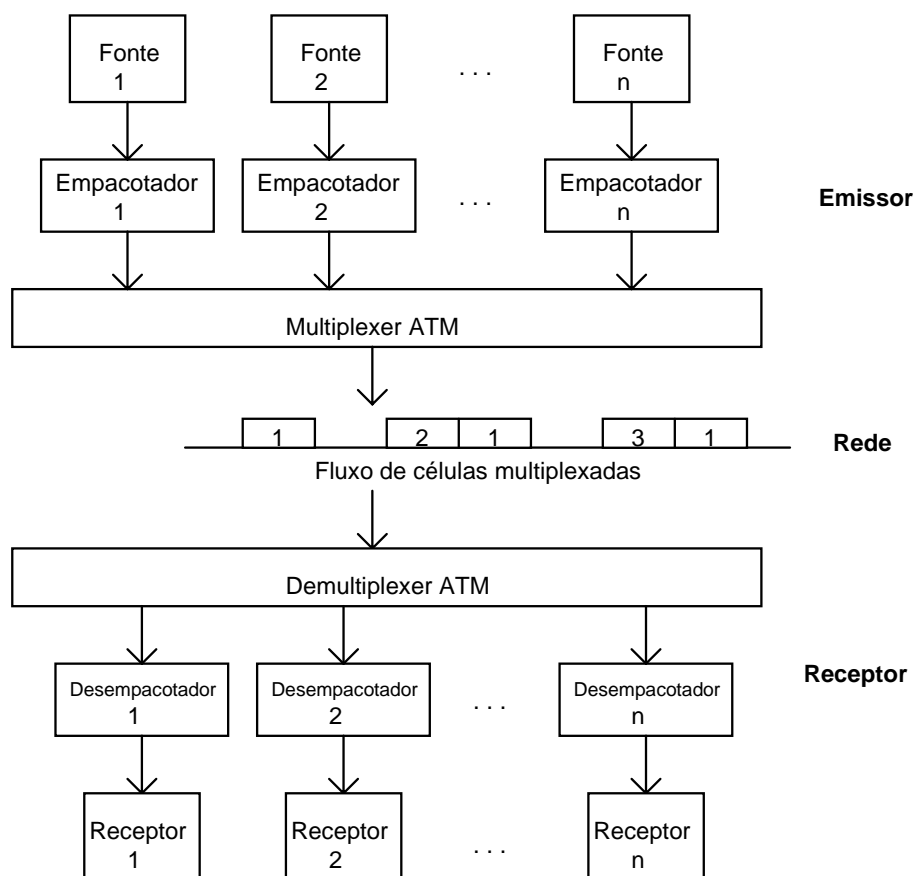 Fonte
1
Fonte
2
. . .
Fonte
n
Empacotador
1
Empacotador
2
. . .
Empacotador
n
Emissor
Multiplexer ATM
1
2
1
3
1
Rede
Fluxo de células multiplexadas
Demultiplexer ATM
Desempacotador
1
Desempacotador
2
. . .
Desempacotador
n
Receptor
Receptor
1
Receptor
2
. . .
Receptor
n